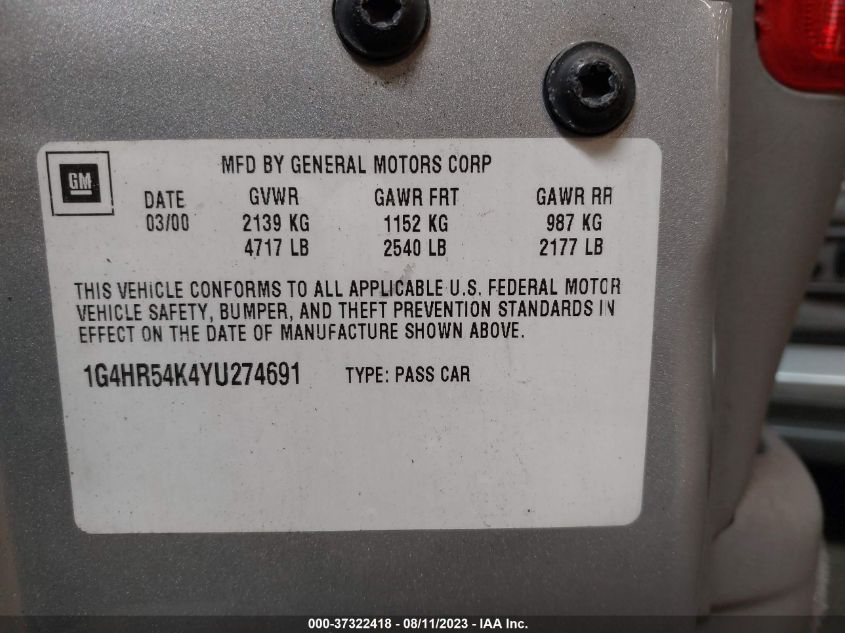 GM
MFD BY GENERAL MOTORS CORP
DATE GVWR GAWR FRT GAWR RR
03/00 2139 KG 1152 KG 987 KG
4717 LB 2540 LB 2177 LB
THIS VEHICLE CONFORMS TO ALL APPLICABLE U.S. FEDERAL MOTOR
VEHICLE SAFETY, BUMPER, AND THEFT PREVENTION STANDARDS IN
EFFECT ON THE DATE OF MANUFACTURE SHOWN ABOVE.
1G4HR54K4YU274691 TYPE: PASS CAR
000-37322418 - 08/11/2023 - IAA Inc.